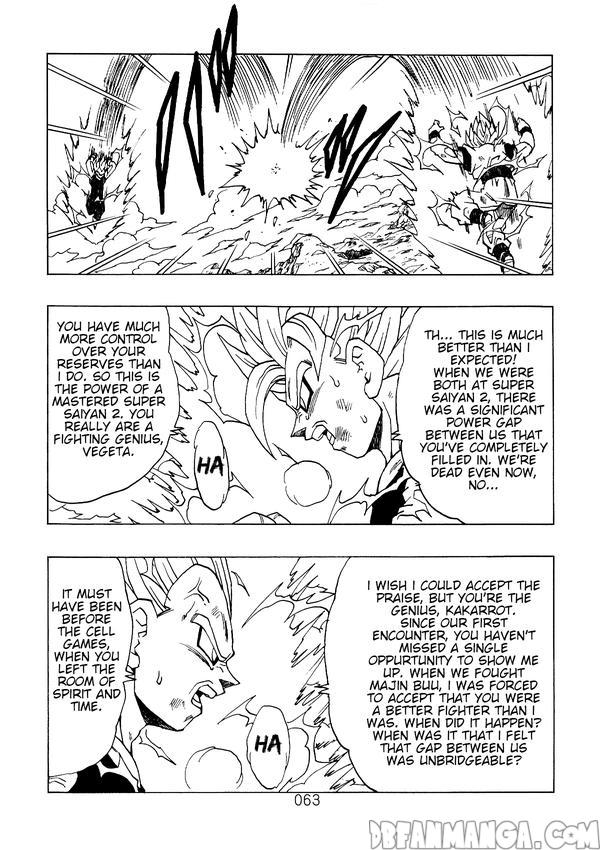 TH... THIS IS MUCH
BETTER THAN I
EXPECTED!
WHEN WE WERE
BOTH AT SUPER
SAIYAN 2, THERE
WAS A SIGNIFICANT
POWER GAP
BETWEEN US THAT
YOU'VE COMPLETELY
FILLED IN. WE'RE
DEAD EVEN NOW,
NO...
HA
YOU HAVE MUCH
MORE CONTROL
OVER YOUR
RESERVES THAN
I DO. SO THIS IS
THE POWER OF A
MASTERED SUPER
SAIYAN 2. YOU
REALLY ARE A
FIGHTING GENIUS,
VEGETA.
I WISH I COULD ACCEPT THE
PRAISE, BUT YOU'RE THE
GENIUS, KAKARROT.
SINCE OUR FIRST
ENCOUNTER, YOU HAVEN'T
MISSED A SINGLE
OPPURTUNITY TO SHOW ME
UP. WHEN WE FOUGHT
MAJIN BUU, I WAS FORCED
TO ACCEPT THAT YOU WERE
A BETTER FIGHTER THAN I
WAS. WHEN DID IT HAPPEN?
WHEN WAS IT THAT I FELT
THAT GAP BETWEEN US
WAS UNBRIDGEABLE?
HA
IT MUST
HAVE BEEN
BEFORE
THE CELL
GAMES,
WHEN YOU
LEFT THE
ROOM OF
SPIRIT AND
TIME.
063
DBFANMANGA.COM